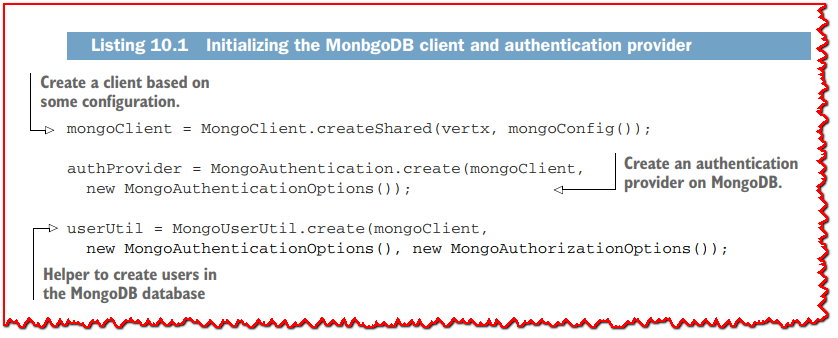 Listing 10.1 Initializing the MonbgoDB client and authentication provider
Create a client based on
some configuration.
mongoClient = MongoClient.createShared(vertx, mongoConfig());
authProvider = MongoAuthentication.create(mongoClient,
new MongoAuthenticationOptions());
Create an authentication
provider on MongoDB.
userUtil = MongoUserUtil.create(mongoClient,
new MongoAuthenticationOptions(), new MongoAuthorizationOptions());
Helper to create users in
the MongoDB database